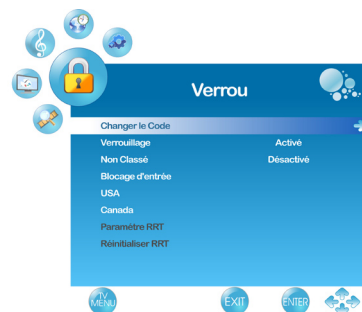 Verrou
Changer le Code
Verrouillage Activé
Non Classé Désactivé
Blocage d'entrée
USA
Canada
Paramètre RRT
Réinitialiser RRT
TV MENU EXIT ENTER